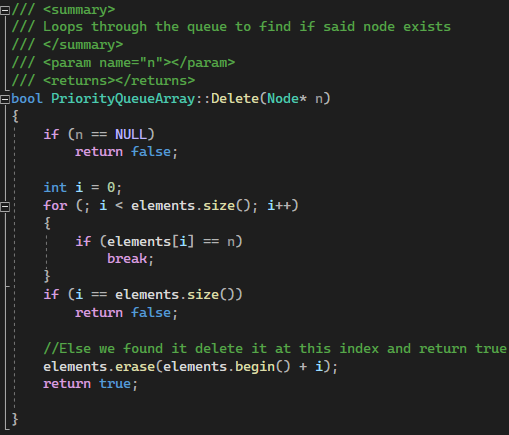 /// <summary>
/// Loops through the queue to find if said node exists
/// </summary>
/// <param name="n"></param>
/// <returns></returns>
bool PriorityQueueArray::Delete(Node* n)
{
    if (n == NULL)
        return false;

    int i = 0;
    for (; i < elements.size(); i++)
    {
        if (elements[i] == n)
            break;
    }
    if (i == elements.size())
        return false;

    //Else we found it delete it at this index and return true
    elements.erase(elements.begin() + i);
    return true;

}